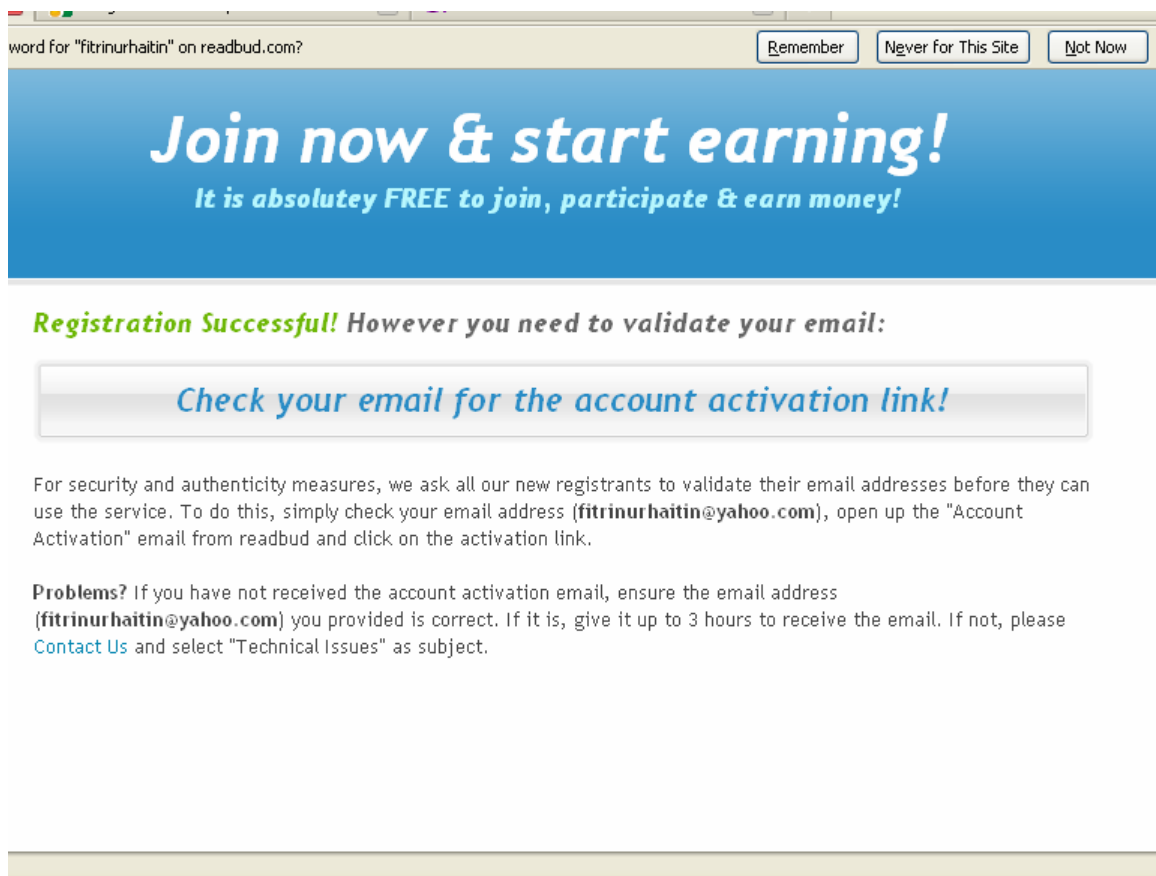 word for "fitrinurhaitin" on readbud.com?
Remember
Never for This Site
Not Now
Join now & start earning!
It is absolutey FREE to join, participate & earn money!
Registration Successful! However you need to validate your email:
Check your email for the account activation link!
For security and authenticity measures, we ask all our new registrants to validate their email addresses before they can
use the service. To do this, simply check your email address (fitrinurhaitin@yahoo.com), open up the "Account
Activation" email from readbud and click on the activation link.
Problems? If you have not received the account activation email, ensure the email address
(fitrinurhaitin@yahoo.com) you provided is correct. If it is, give it up to 3 hours to receive the email. If not, please
Contact Us and select "Technical Issues" as subject.